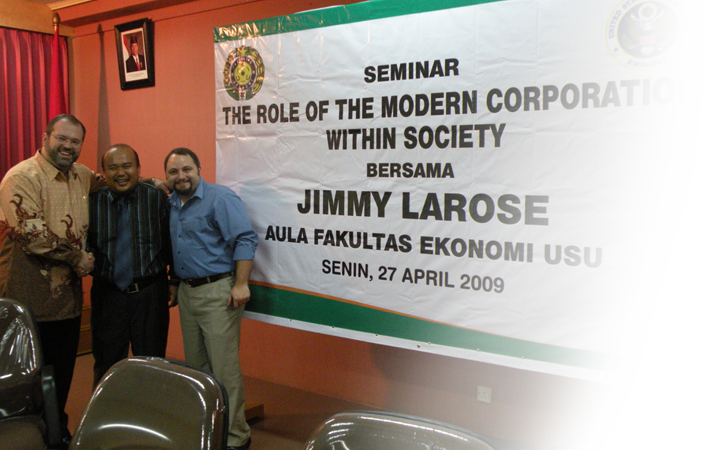 SEMINAR
THE ROLE OF THE MODERN CORPORATIO
WITHIN SOCIETY
BERSAMA
JIMMY LAROSE
AULA FAKULTAS EKONOMI USU
SENIN, 27 APRIL 2009